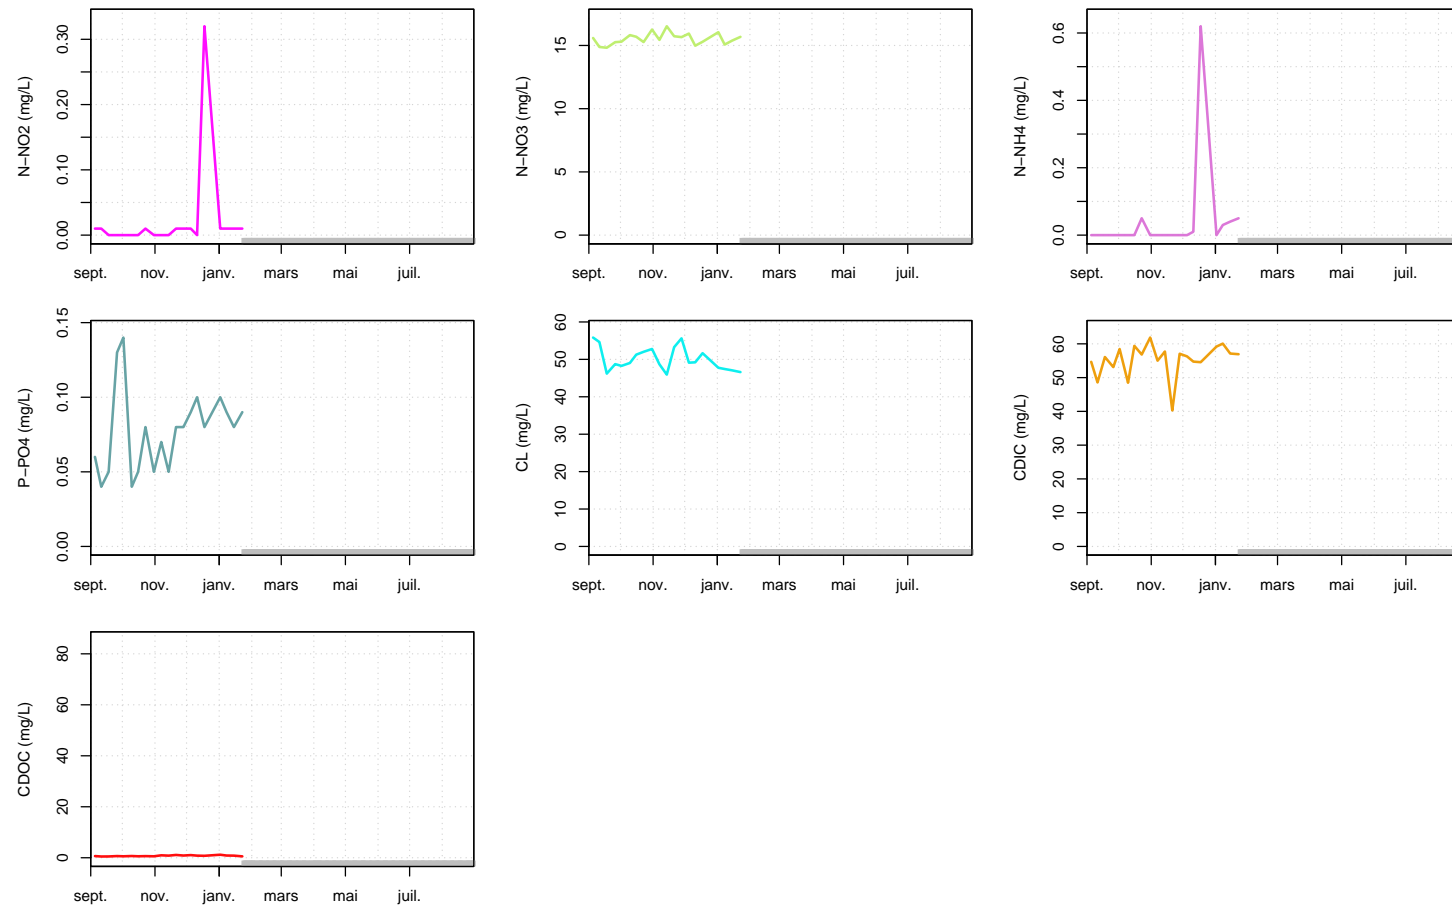 N−NO2 (mg/L)
0.00 0.10 0.20 0.30
sept. nov. janv. mars mai juil.
N−NO3 (mg/L)
0 5 10 15
sept. nov. janv. mars mai juil.
N−NH4 (mg/L)
0.0 0.2 0.4 0.6
sept. nov. janv. mars mai juil.
P−PO4 (mg/L)
0.00 0.05 0.10 0.15
sept. nov. janv. mars mai juil.
CL (mg/L)
0 10 20 30 40 50 60
sept. nov. janv. mars mai juil.
CDIC (mg/L)
0 10 20 30 40 50 60
sept. nov. janv. mars mai juil.
CDOC (mg/L)
0 20 40 60 80
sept. nov. janv. mars mai juil.